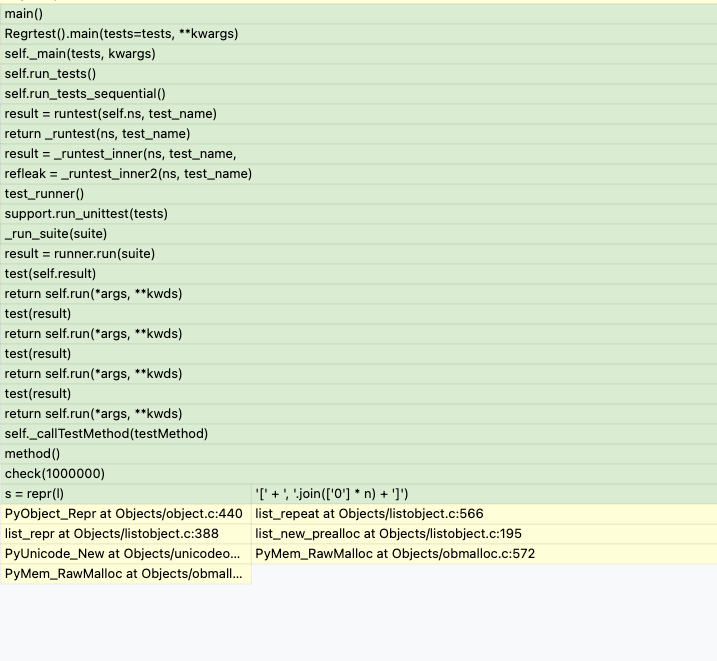 main()
Regrtest().main(tests=tests, **kwargs)
self._main(tests, kwargs)
self.run_tests()
self.run_tests_sequential()
result = runtest(self.ns, test_name)
return _runtest(ns, test_name)
result = _runtest_inner(ns, test_name,
refleak = _runtest_inner2(ns, test_name)
test_runner()
support.run_unittest(tests)
_run_suite(suite)
result = runner.run(suite)
test(self.result)
return self.run(*args, **kwds)
test(result)
return self.run(*args, **kwds)
test(result)
return self.run(*args, **kwds)
test(result)
return self.run(*args, **kwds)
self._callTestMethod(testMethod)
method()
check(1000000)
s = repr(l) '[' + ', '.join(['0'] * n) + ']')
PyObject_Repr at Objects/object.c:440 list_repeat at Objects/listobject.c:566
list_repr at Objects/listobject.c:388 list_new_prealloc at Objects/listobject.c:195
PyUnicode_New at Objects/unicodeo... PyMem_RawMalloc at Objects/obmalloc.c:572
PyMem_RawMalloc at Objects/obmall...